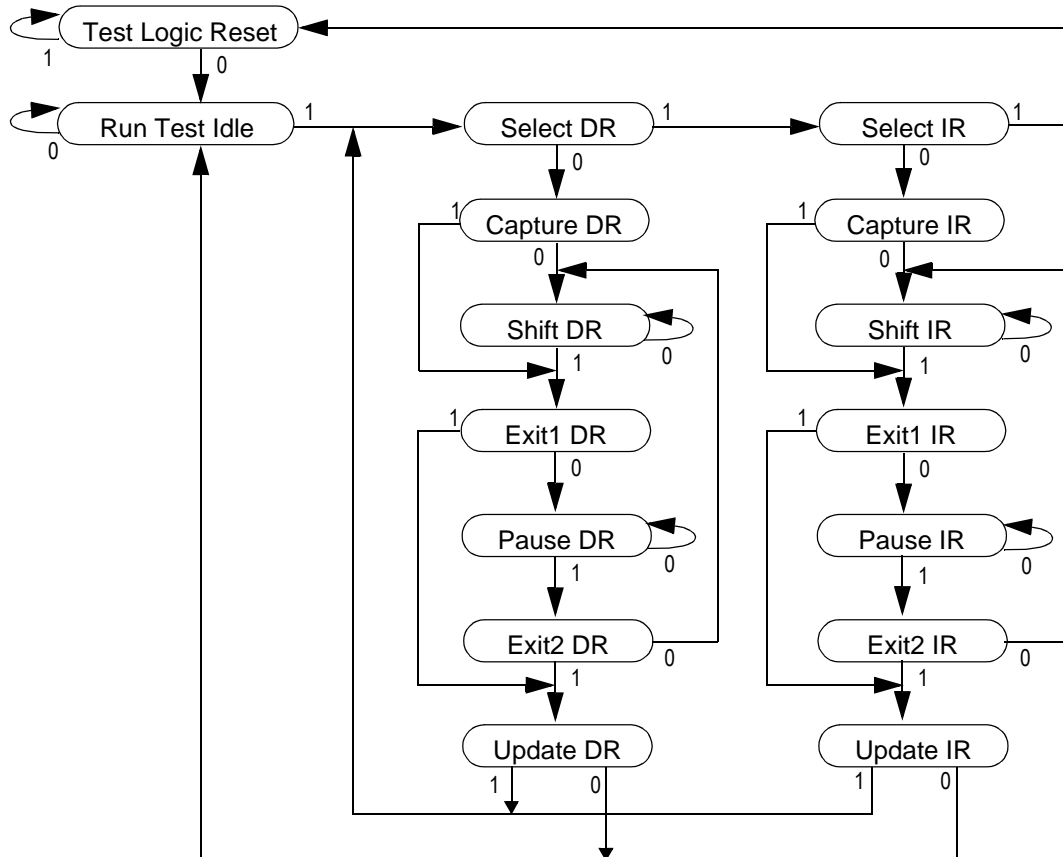 Test Logic Reset
1
0
Run Test Idle
1
Select DR
1
Select IR
1
0
0
0
1
Capture DR
1
Capture IR
0
0
Shift DR
Shift IR
0
0
1
1
1
Exit1 DR
1
Exit1 IR
0
0
Pause DR
Pause IR
0
0
1
1
Exit2 DR
Exit2 IR
0
0
1
1
Update DR
Update IR
1
0
1
0